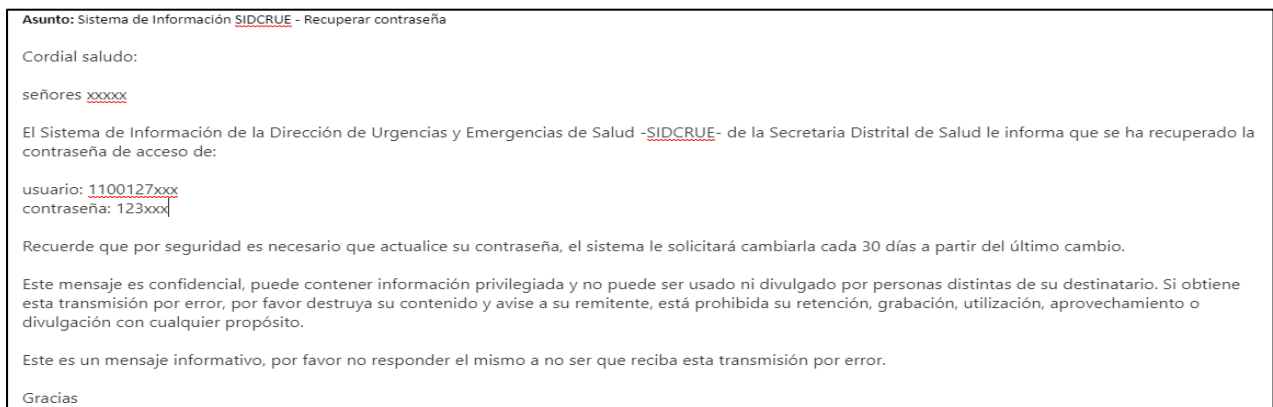 Asunto: Sistema de Información SIDCRUE - Recuperar contraseña
Cordial saludo:
señores xxxxx
El Sistema de Información de la Dirección de Urgencias y Emergencias de Salud -SIDCRUE- de la Secretaria Distrital de Salud le informa que se ha recuperado la
contraseña de acceso de:
usuario: 1100127xxx
contraseña: 123xxx
Recuerde que por seguridad es necesario que actualice su contraseña, el sistema le solicitará cambiarla cada 30 días a partir del último cambio.
Este mensaje es confidencial, puede contener información privilegiada y no puede ser usado ni divulgado por personas distintas de su destinatario. Si obtiene
esta transmisión por error, por favor destruya su contenido y avise a su remitente, está prohibida su retención, grabación, utilización, aprovechamiento o
divulgación con cualquier propósito.
Este es un mensaje informativo, por favor no responder el mismo a no ser que reciba esta transmisión por error.
Gracias